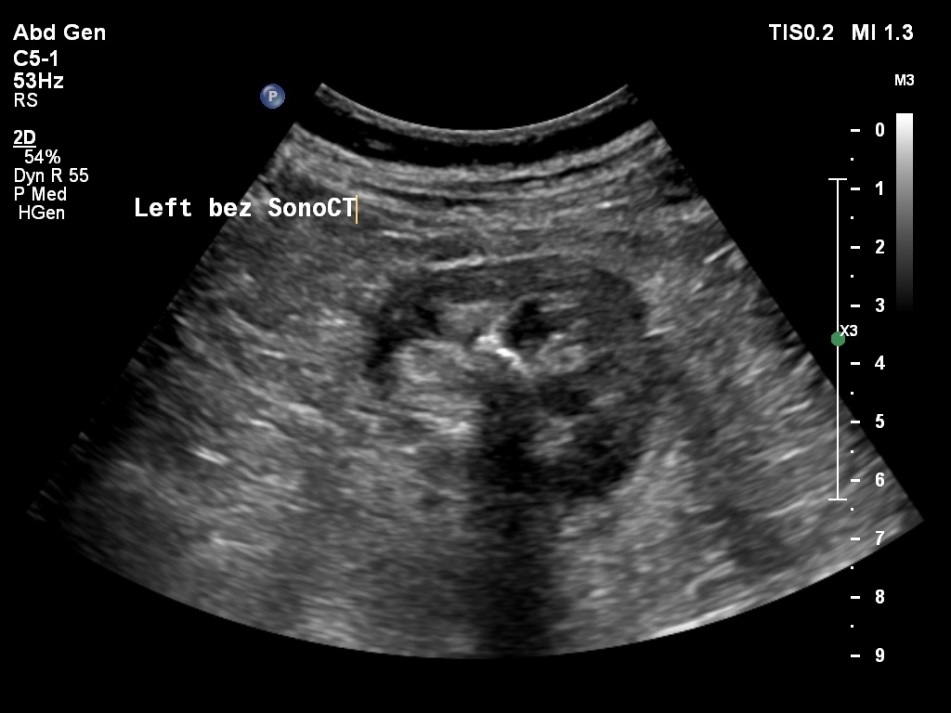 Abd Gen
C5-1
53Hz
RS
2D
54%
Dyn R 55
P Med
HGen
TIS0.2 MI 1.3
M3
P
Left bez SonoCT
X3
0
1
2
3
4
5
6
7
8
9